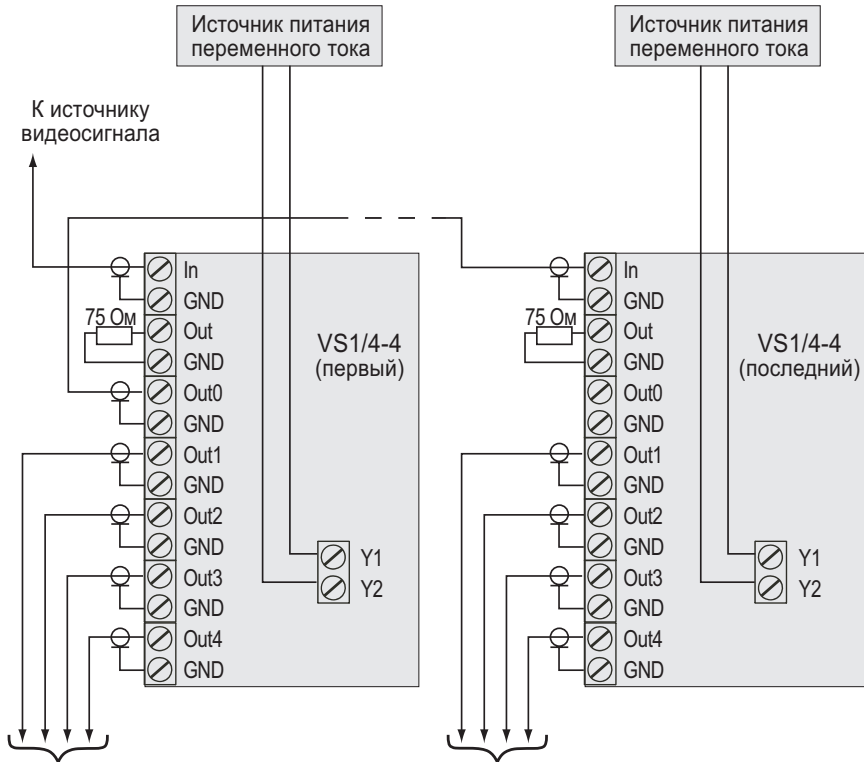 Источник питания
переменного тока
Источник питания
переменного тока
К источнику
видеосигнала
In
GND
75 Ом
Out
GND
Out0
GND
Out1
GND
Out2
GND
Out3
GND
Out4
GND
VS1/4-4
(первый)
Y1
Y2
In
GND
75 Ом
Out
GND
Out0
GND
Out1
GND
Out2
GND
Out3
GND
Out4
GND
VS1/4-4
(последний)
Y1
Y2